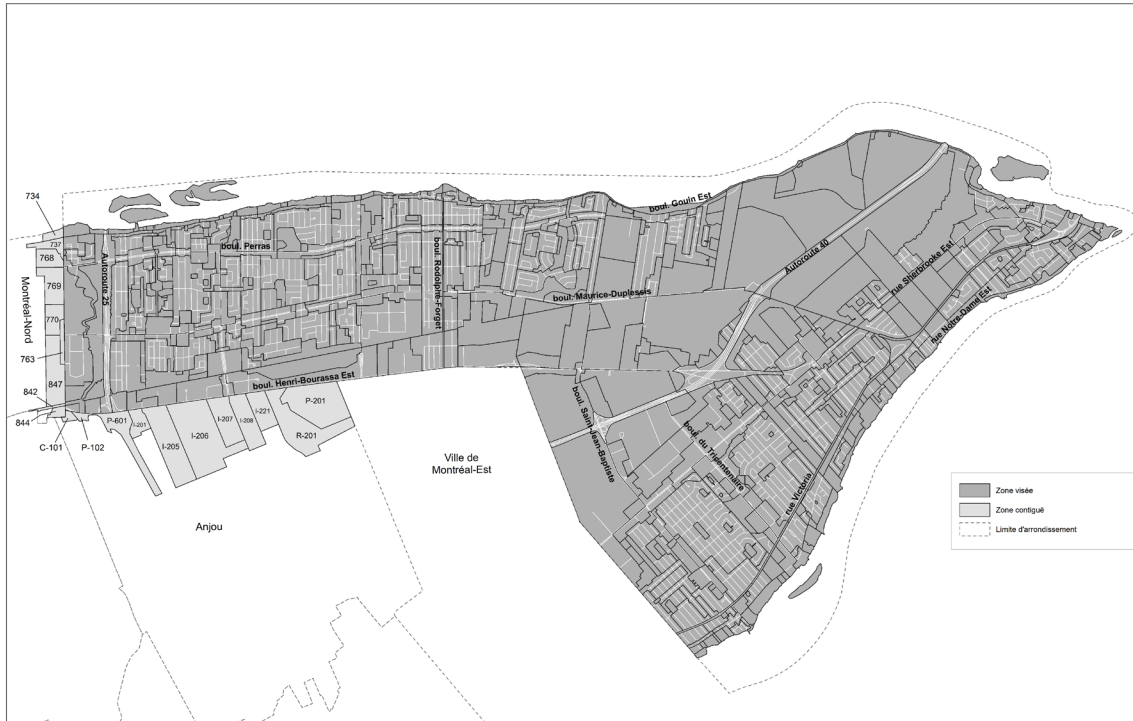 734
737
768
769
770
763
847
842
844
Montréal-Nord
C-101
P-102
P-601
I-201
I-205
I-206
I-207
I-208
I-221
P-201
R-201
Autoroute 25
boul. Perras
boul. Rodolphe-Forget
boul. Henri-Bourassa Est
boul. Maurice-Duplessis
boul. Gouin Est
Autoroute 40
rue Sherbrooke Est
rue Notre-Dame Est
boul. Saint-Jean-Baptiste
boul. du Tricentenaire
rue Victoria
Ville de
Montréal-Est
Anjou
Zone visée
Zone contiguë
Limite d'arrondissement